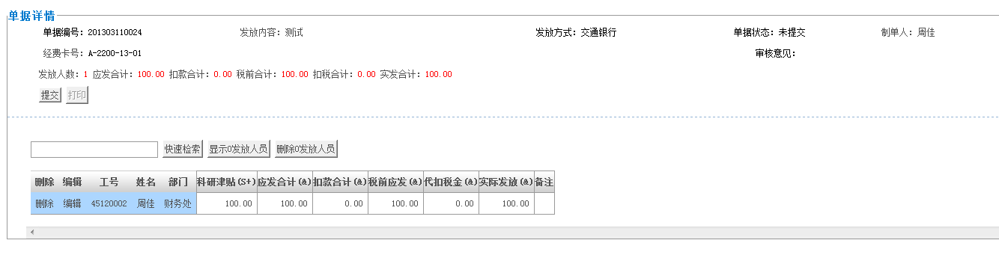 单据详情
单据编号：201303110024 发放内容：测试 发放方式：交通银行 单据状态：未提交 制单人：周佳
经费卡号：A-2200-13-01 审核意见：
发放人数：1 应发合计：100.00 扣款合计：0.00 税前合计：100.00 扣税合计：0.00 实发合计：100.00
提交 打印
快速检索 显示0发放人员 删除0发放人员
删除 编辑 工号 姓名 部门 科研津贴(S+) 应发合计(&) 扣款合计(&) 税前应发(&) 代扣税金(&) 实际发放(&) 备注
删除 编辑 45120002 周佳 财务处 100.00 100.00 0.00 100.00 0.00 100.00